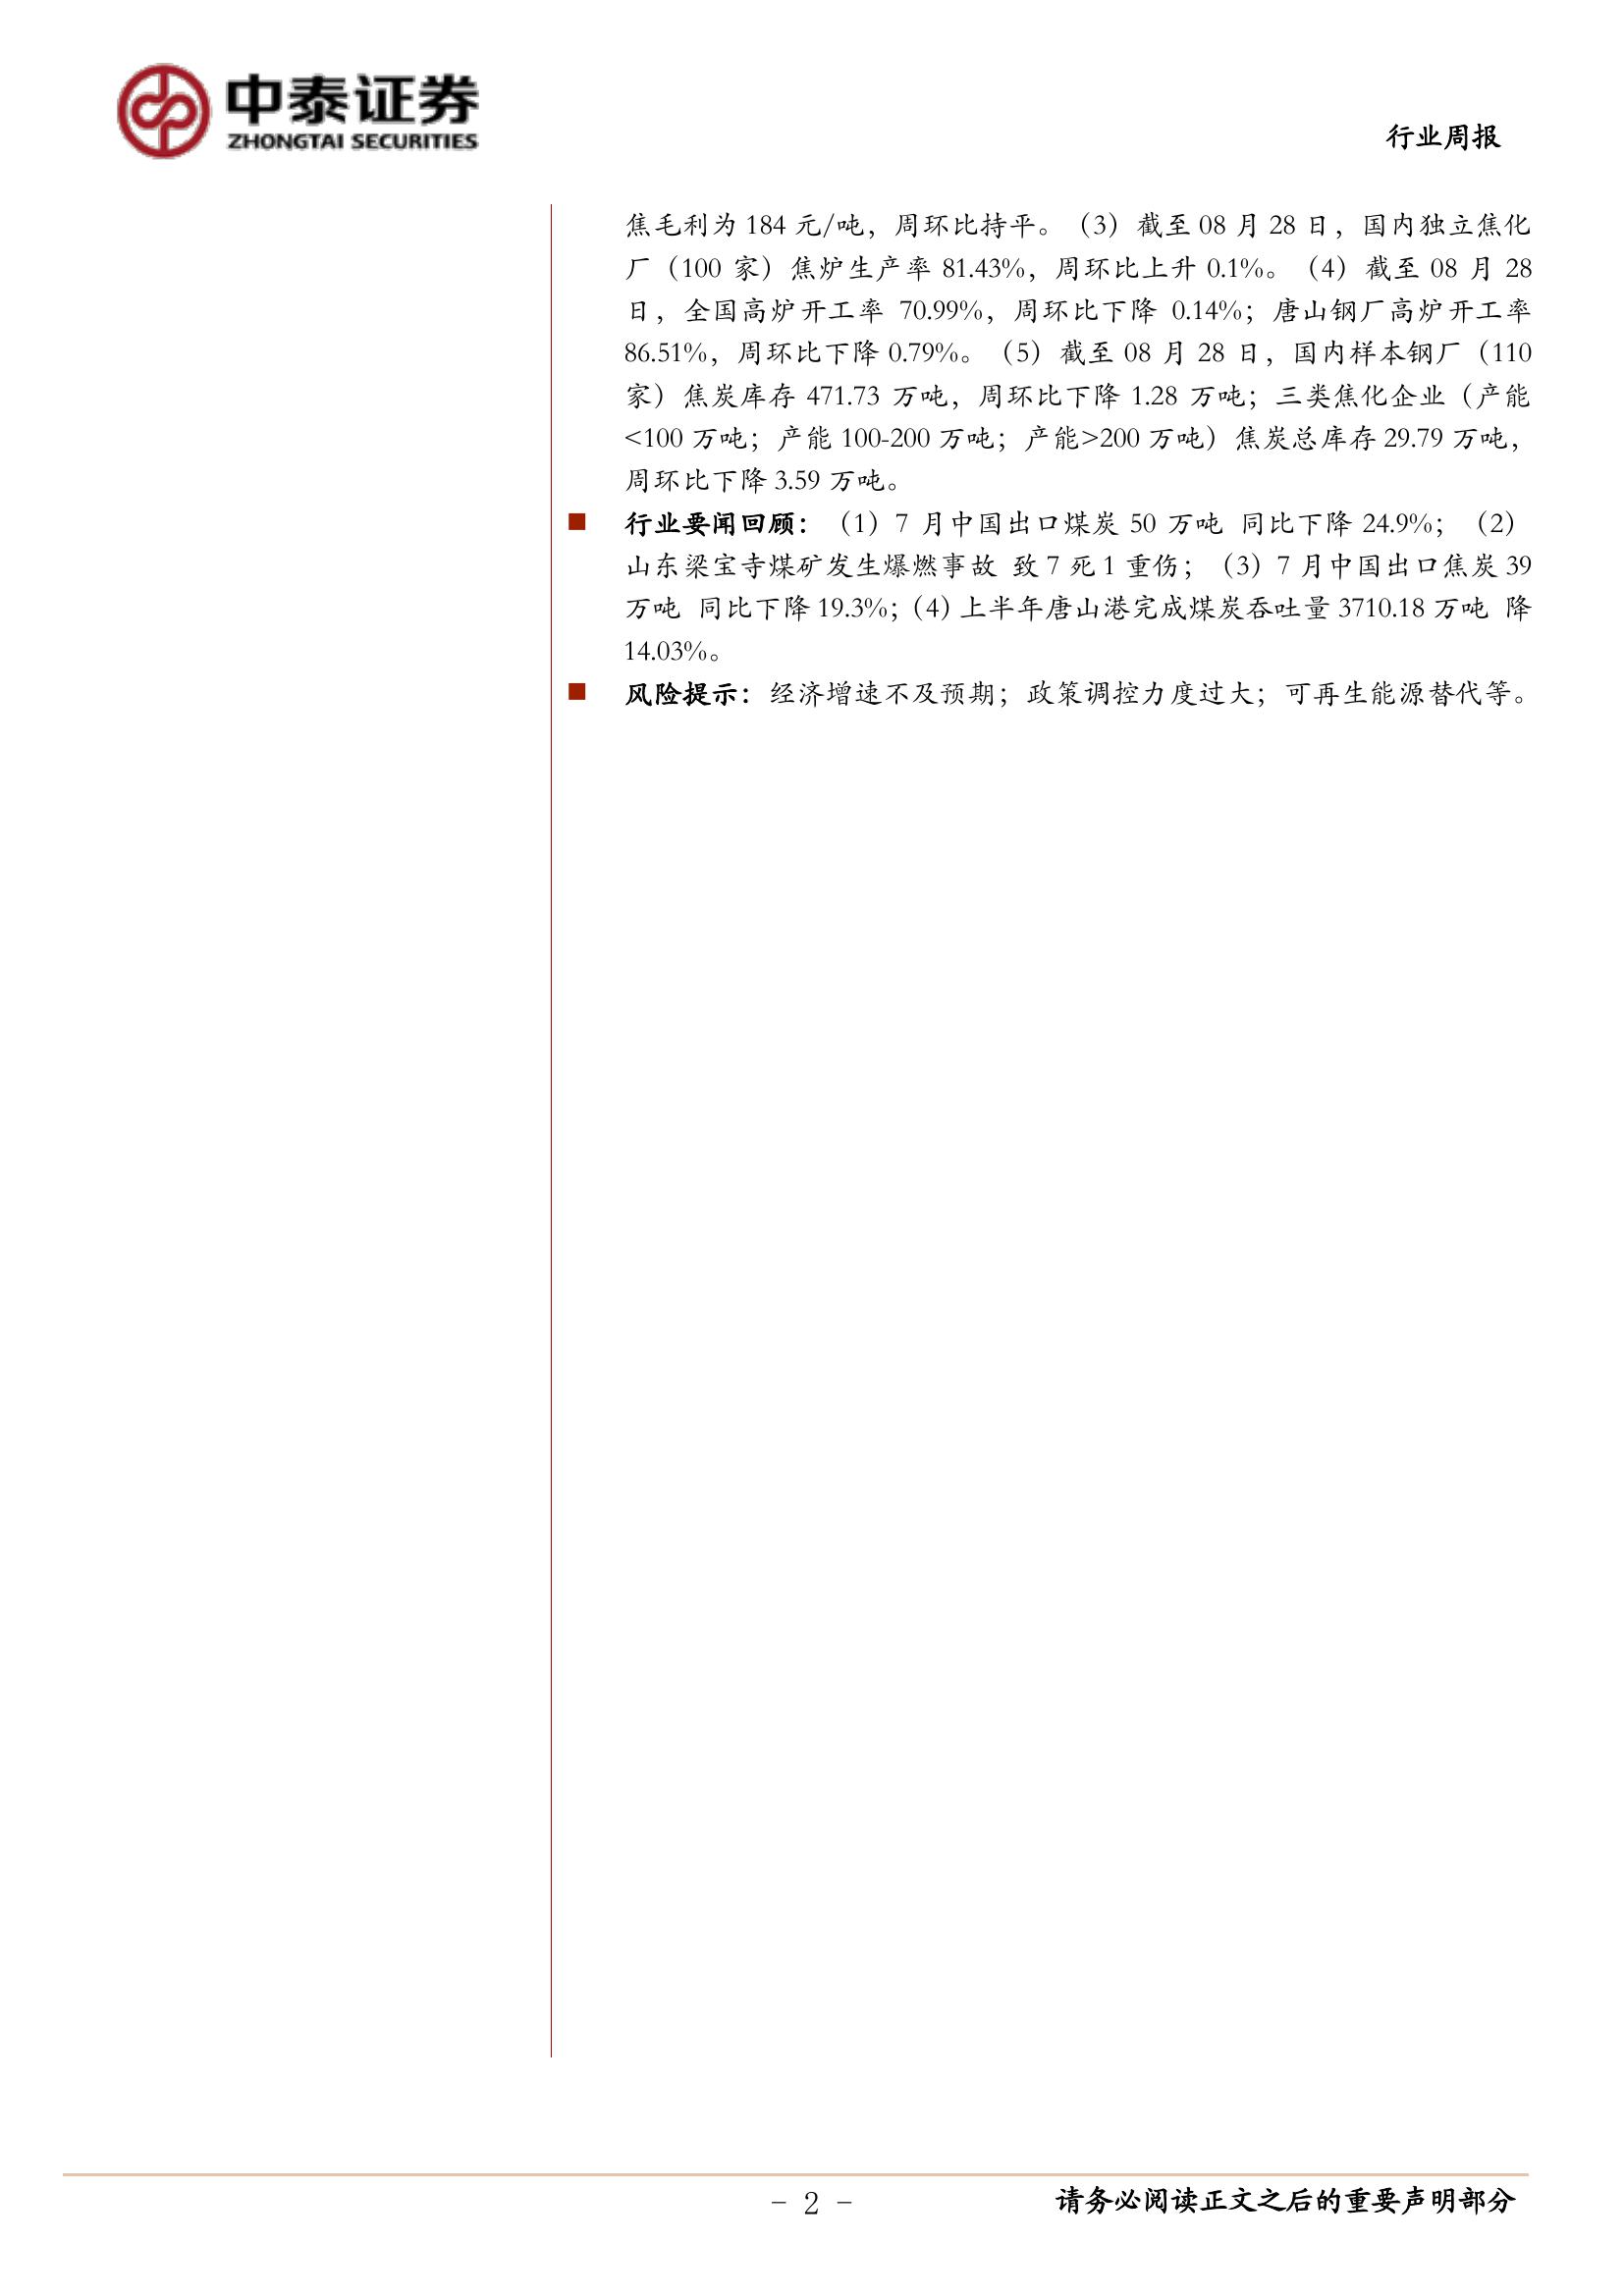 中泰证券
ZHONGTAI SECURITIES
行业周报
焦毛利为 184 元/吨，周环比持平。（3）截至 08 月 28 日，国内独立焦化
厂（100 家）焦炉生产率 81.43%，周环比上升 0.1%。（4）截至 08 月 28
日，全国高炉开工率 70.99%，周环比下降 0.14%；唐山钢厂高炉开工率
86.51%，周环比下降 0.79%。（5）截至 08 月 28 日，国内样本钢厂（110
家）焦炭库存 471.73 万吨，周环比下降 1.28 万吨；三类焦化企业（产能
<100 万吨；产能 100-200 万吨；产能>200 万吨）焦炭总库存 29.79 万吨，
周环比下降 3.59 万吨。
■ 行业要闻回顾：（1）7 月中国出口煤炭 50 万吨 同比下降 24.9%；（2）
山东梁宝寺煤矿发生爆燃事故 致 7 死 1 重伤；（3）7 月中国出口焦炭 39
万吨 同比下降 19.3%；（4）上半年唐山港完成煤炭吞吐量 3710.18 万吨 降
14.03%。
■ 风险提示：经济增速不及预期；政策调控力度过大；可再生能源替代等。
- 2 -
请务必阅读正文之后的重要声明部分